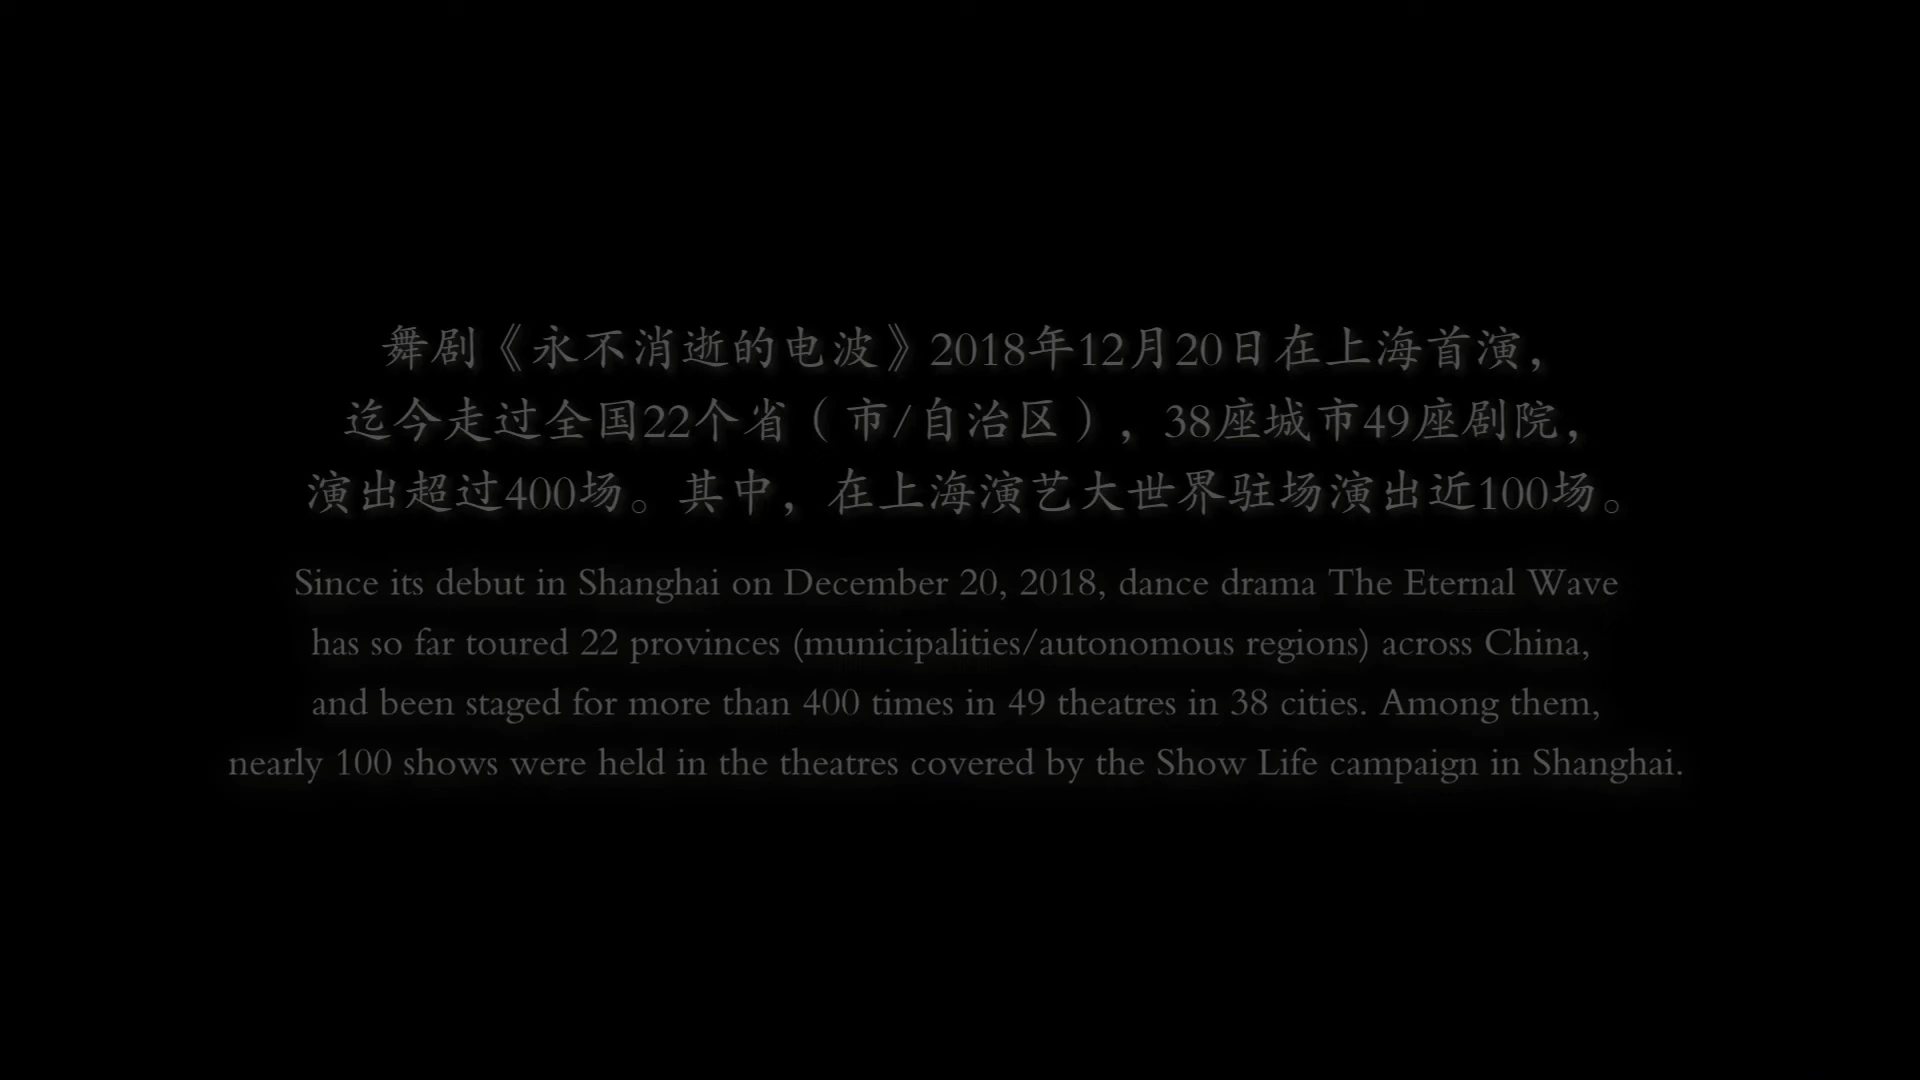 舞剧《永不消逝的电波》2018年12月20日在上海首演，
迄今走过全国22个省（市/自治区），38座城市49座剧院，
演出超过400场。其中，在上海演艺大世界驻场演出近100场。
Since its debut in Shanghai on December 20, 2018, dance drama The Eternal Wave
has so far toured 22 provinces (municipalities/autonomous regions) across China,
and been staged for more than 400 times in 49 theatres in 38 cities. Among them,
nearly 100 shows were held in the theatres covered by the Show Life campaign in Shanghai.